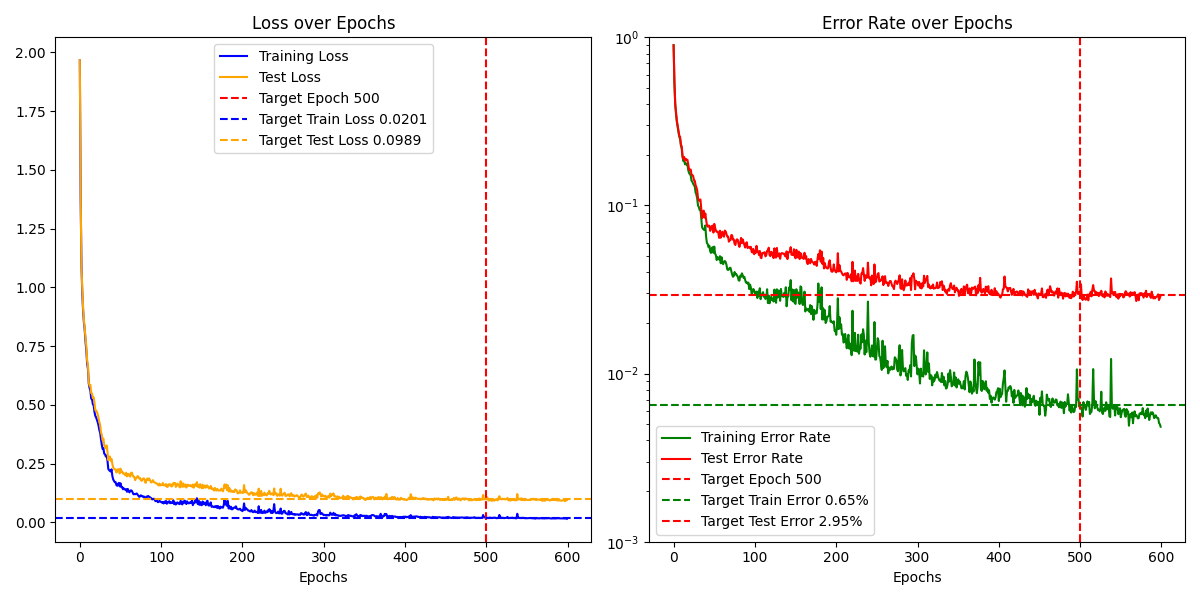 Loss over Epochs
2.00
1.75
1.50
1.25
1.00
0.75
0.50
0.25
0.00
Training Loss
Test Loss
Target Epoch 500
Target Train Loss 0.0201
Target Test Loss 0.0989
0 100 200 300 400 500 600
Epochs
Error Rate over Epochs
10⁰
10⁻¹
10⁻²
10⁻³
Training Error Rate
Test Error Rate
Target Epoch 500
Target Train Error 0.65%
Target Test Error 2.95%
0 100 200 300 400 500 600
Epochs